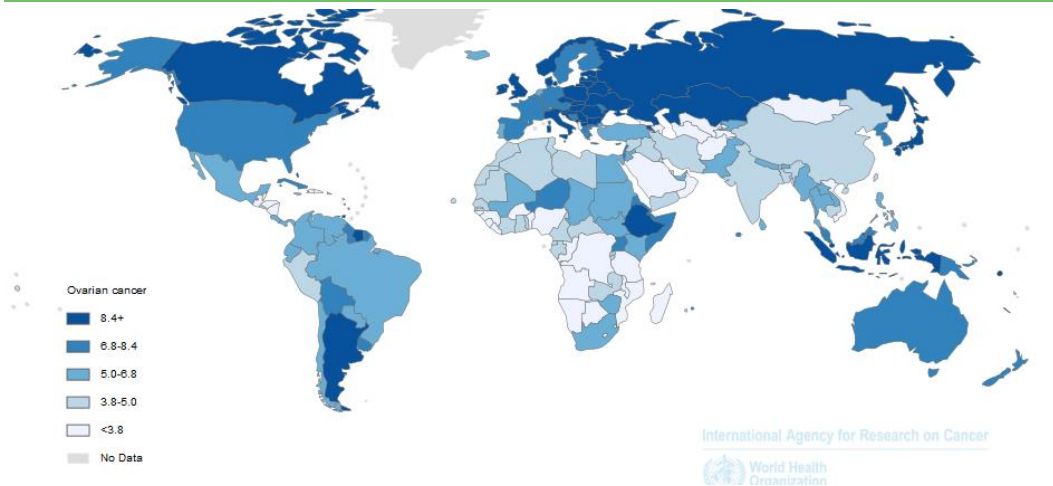 Ovarian cancer
8.4+
6.8-8.4
5.0-6.8
3.8-5.0
<3.8
No Data
International Agency for Research on Cancer
World Health
Organization